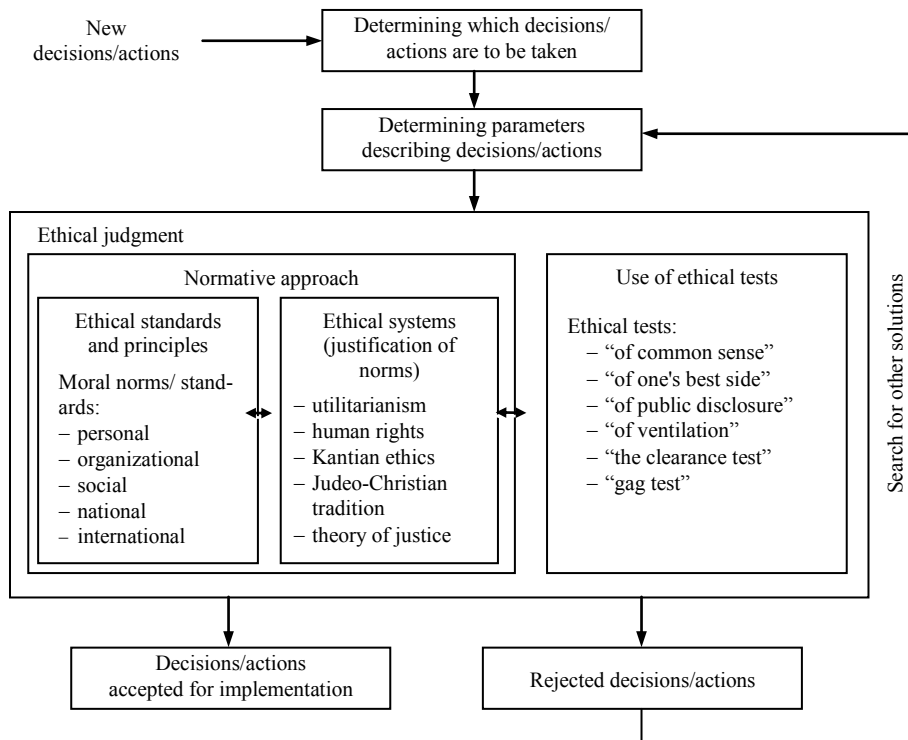 New
decisions/actions
Determining which decisions/
actions are to be taken
Determining parameters
describing decisions/actions
Ethical judgment
Normative approach
Ethical standards
and principles
Moral norms/ stand-
ards:
– personal
– organizational
– social
– national
– international
Ethical systems
(justification of
norms)
– utilitarianism
– human rights
– Kantian ethics
– Judeo-Christian
tradition
– theory of justice
Use of ethical tests
Ethical tests:
– “of common sense”
– “of one's best side”
– “of public disclosure”
– “of ventilation”
– “the clearance test”
– “gag test”
Search for other solutions
Decisions/actions
accepted for implementation
Rejected decisions/actions